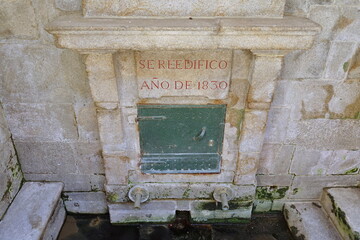 SE REEDIFICO
AÑO DE 1830